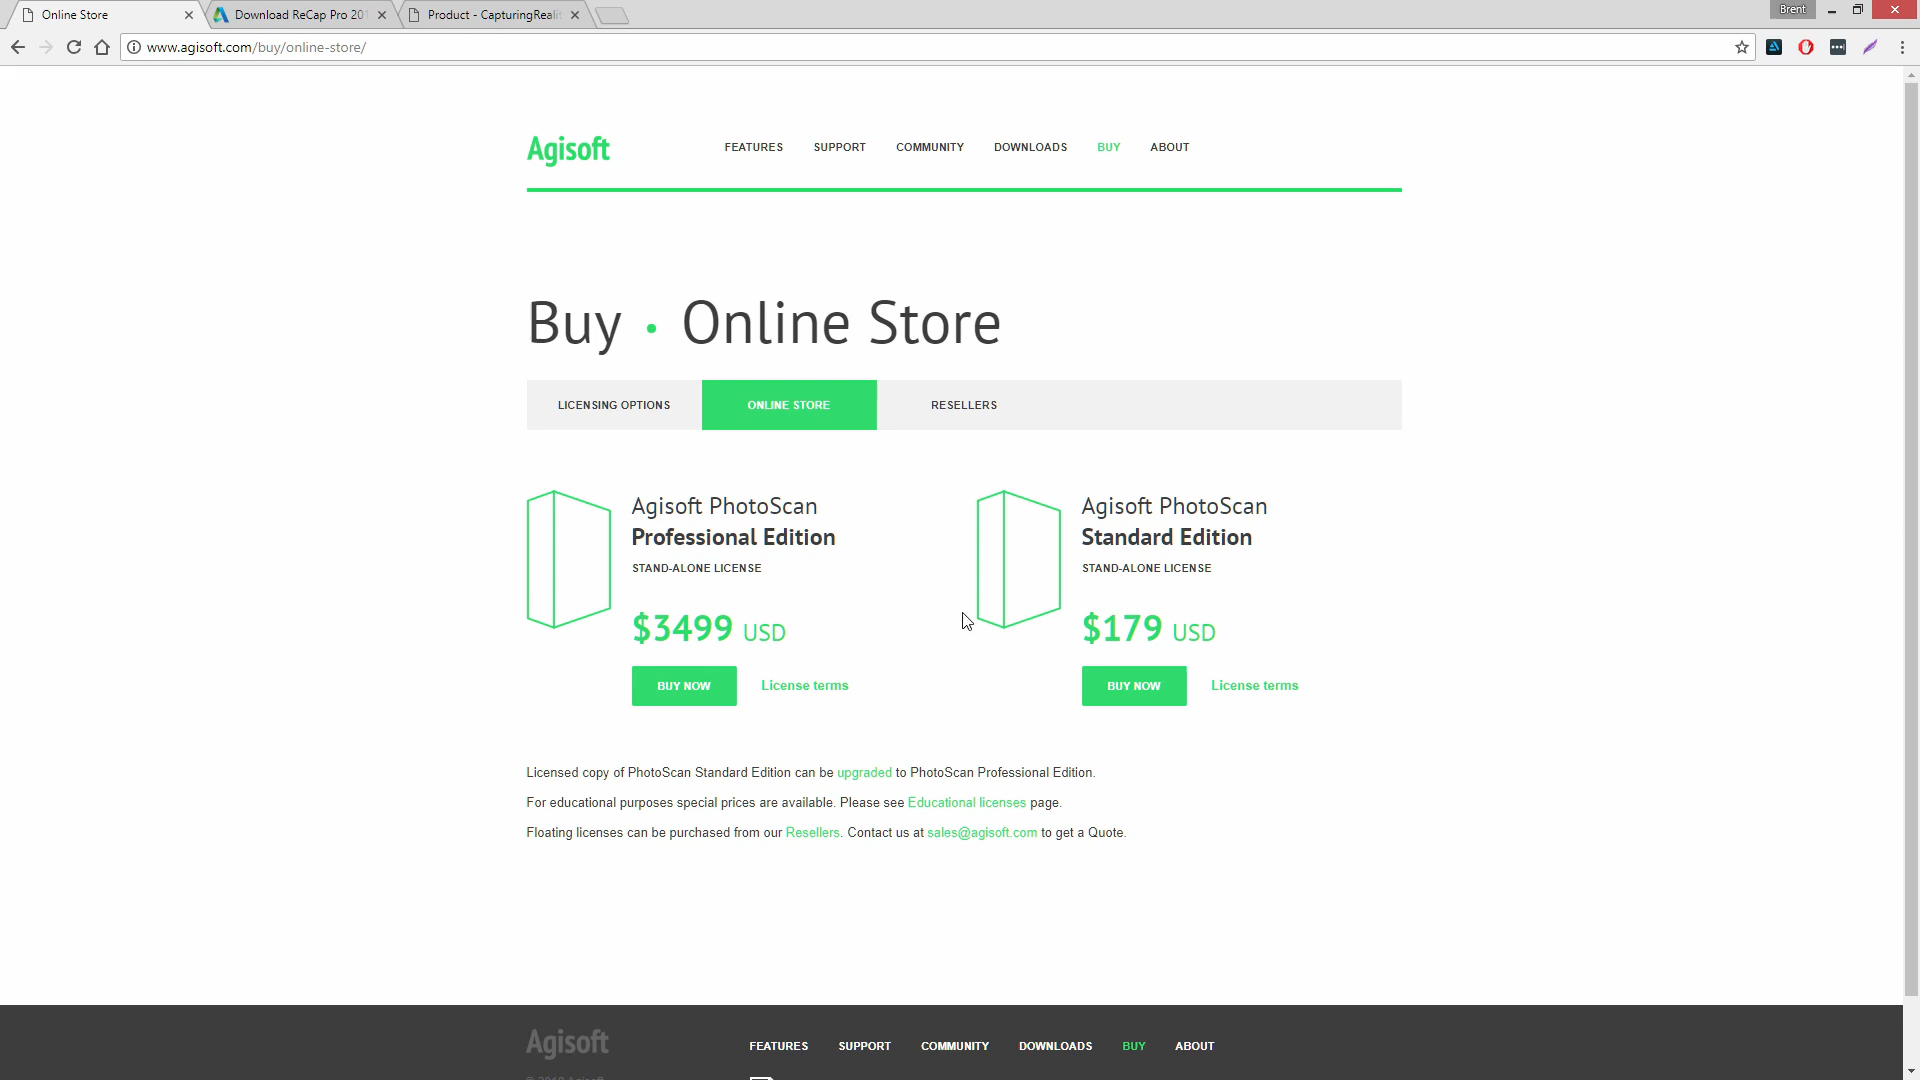 Online Store
Download ReCap Pro 201
Product - CapturingRealit
Brent
www.agisoft.com/buy/online-store/
Agisoft
FEATURES SUPPORT COMMUNITY DOWNLOADS BUY ABOUT
Buy • Online Store
LICENSING OPTIONS ONLINE STORE RESELLERS
Agisoft PhotoScan
Professional Edition
STAND-ALONE LICENSE
$3499 USD
BUY NOW License terms
Agisoft PhotoScan
Standard Edition
STAND-ALONE LICENSE
$179 USD
BUY NOW License terms
Licensed copy of PhotoScan Standard Edition can be upgraded to PhotoScan Professional Edition.
For educational purposes special prices are available. Please see Educational licenses page.
Floating licenses can be purchased from our Resellers. Contact us at sales@agisoft.com to get a Quote.
Agisoft
FEATURES SUPPORT COMMUNITY DOWNLOADS BUY ABOUT